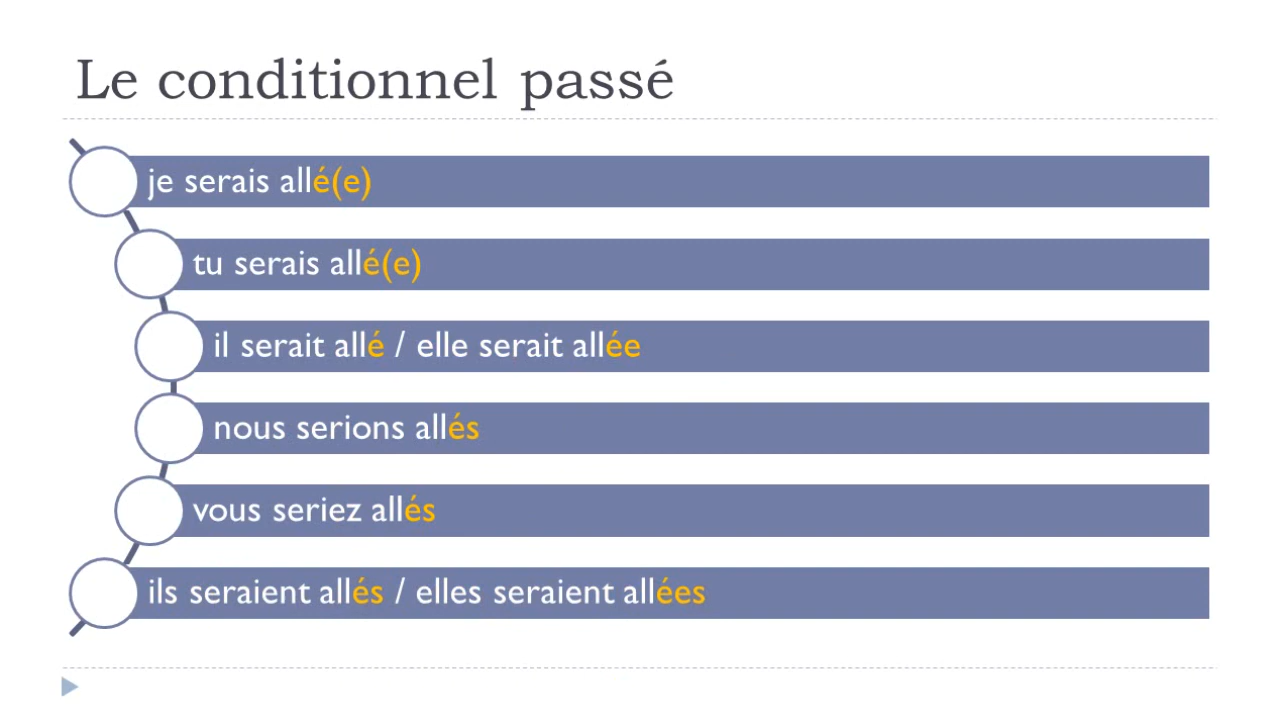 Le conditionnel passé
je serais allé(e)
tu serais allé(e)
il serait allé / elle serait allée
nous serions allés
vous seriez allés
ils seraient allés / elles seraient allées